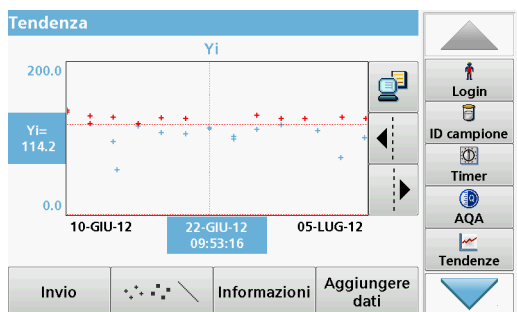 Tendenza
Yi
200.0
Yi=
114.2
0.0
10-GIU-12
22-GIU-12
09:53:16
05-LUG-12
Invio
Informazioni
Aggiungere
dati
Login
ID campione
Timer
AQA
Tendenze